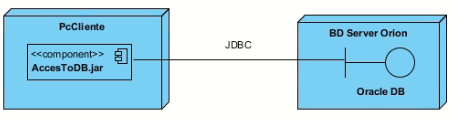 PcCliente
<<component>>
AccesToDB.jar
JDBC
BD Server Orion
Oracle DB